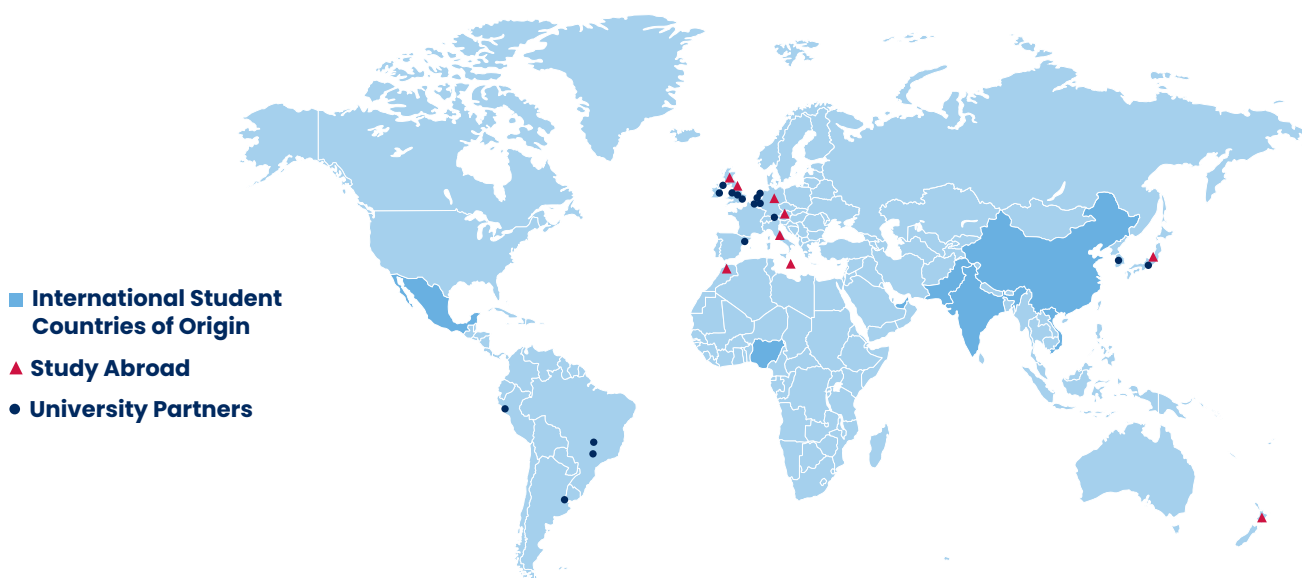 International Student
Countries of Origin
Study Abroad
University Partners